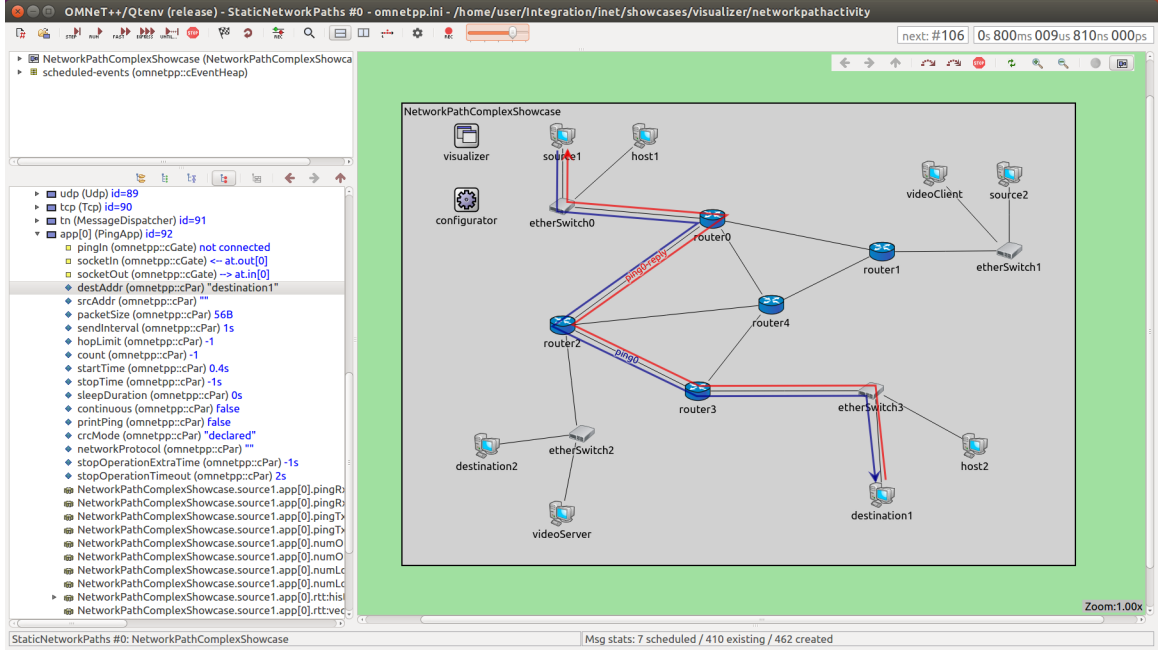 OMNeT++/Qtenv (release) - StaticNetworkPaths #0 - omnetpp.ini - /home/user/Integration/inet/showcases/visualizer/networkpathactivity
STEP RUN FAST EXPRESS UNTIL... STOP REC REC
next: #106 0s 800ms 009us 810ns 000ps
NetworkPathComplexShowcase (NetworkPathComplexShowca
scheduled-events (omnetpp::cEventHeap)
udp (Udp) id=89
tcp (Tcp) id=90
tn (MessageDispatcher) id=91
app[0] (PingApp) id=92
pingIn (omnetpp::cGate) not connected
socketIn (omnetpp::cGate) <-- at.out[0]
socketOut (omnetpp::cGate) --> at.in[0]
destAddr (omnetpp::cPar) "destination1"
srcAddr (omnetpp::cPar) ""
packetSize (omnetpp::cPar) 56B
sendInterval (omnetpp::cPar) 1s
hopLimit (omnetpp::cPar) -1
count (omnetpp::cPar) -1
startTime (omnetpp::cPar) 0.4s
stopTime (omnetpp::cPar) -1s
sleepDuration (omnetpp::cPar) 0s
continuous (omnetpp::cPar) false
printPing (omnetpp::cPar) false
crcMode (omnetpp::cPar) "declared"
networkProtocol (omnetpp::cPar) ""
stopOperationExtraTime (omnetpp::cPar) -1s
stopOperationTimeout (omnetpp::cPar) 2s
NetworkPathComplexShowcase.source1.app[0].pingRx
NetworkPathComplexShowcase.source1.app[0].pingRx
NetworkPathComplexShowcase.source1.app[0].pingTx
NetworkPathComplexShowcase.source1.app[0].pingTx
NetworkPathComplexShowcase.source1.app[0].numO
NetworkPathComplexShowcase.source1.app[0].numO
NetworkPathComplexShowcase.source1.app[0].numLo
NetworkPathComplexShowcase.source1.app[0].numLo
NetworkPathComplexShowcase.source1.app[0].rtt:his
NetworkPathComplexShowcase.source1.app[0].rtt:vec
STOP
NetworkPathComplexShowcase
visualizer
source1
host1
configurator
etherSwitch0
router0
videoClient
source2
router1
etherSwitch1
ping0-reply
router4
router2
ping0
router3
etherSwitch3
destination2
etherSwitch2
host2
videoServer
destination1
Zoom:1.00x
StaticNetworkPaths #0: NetworkPathComplexShowcase
Msg stats: 7 scheduled / 410 existing / 462 created